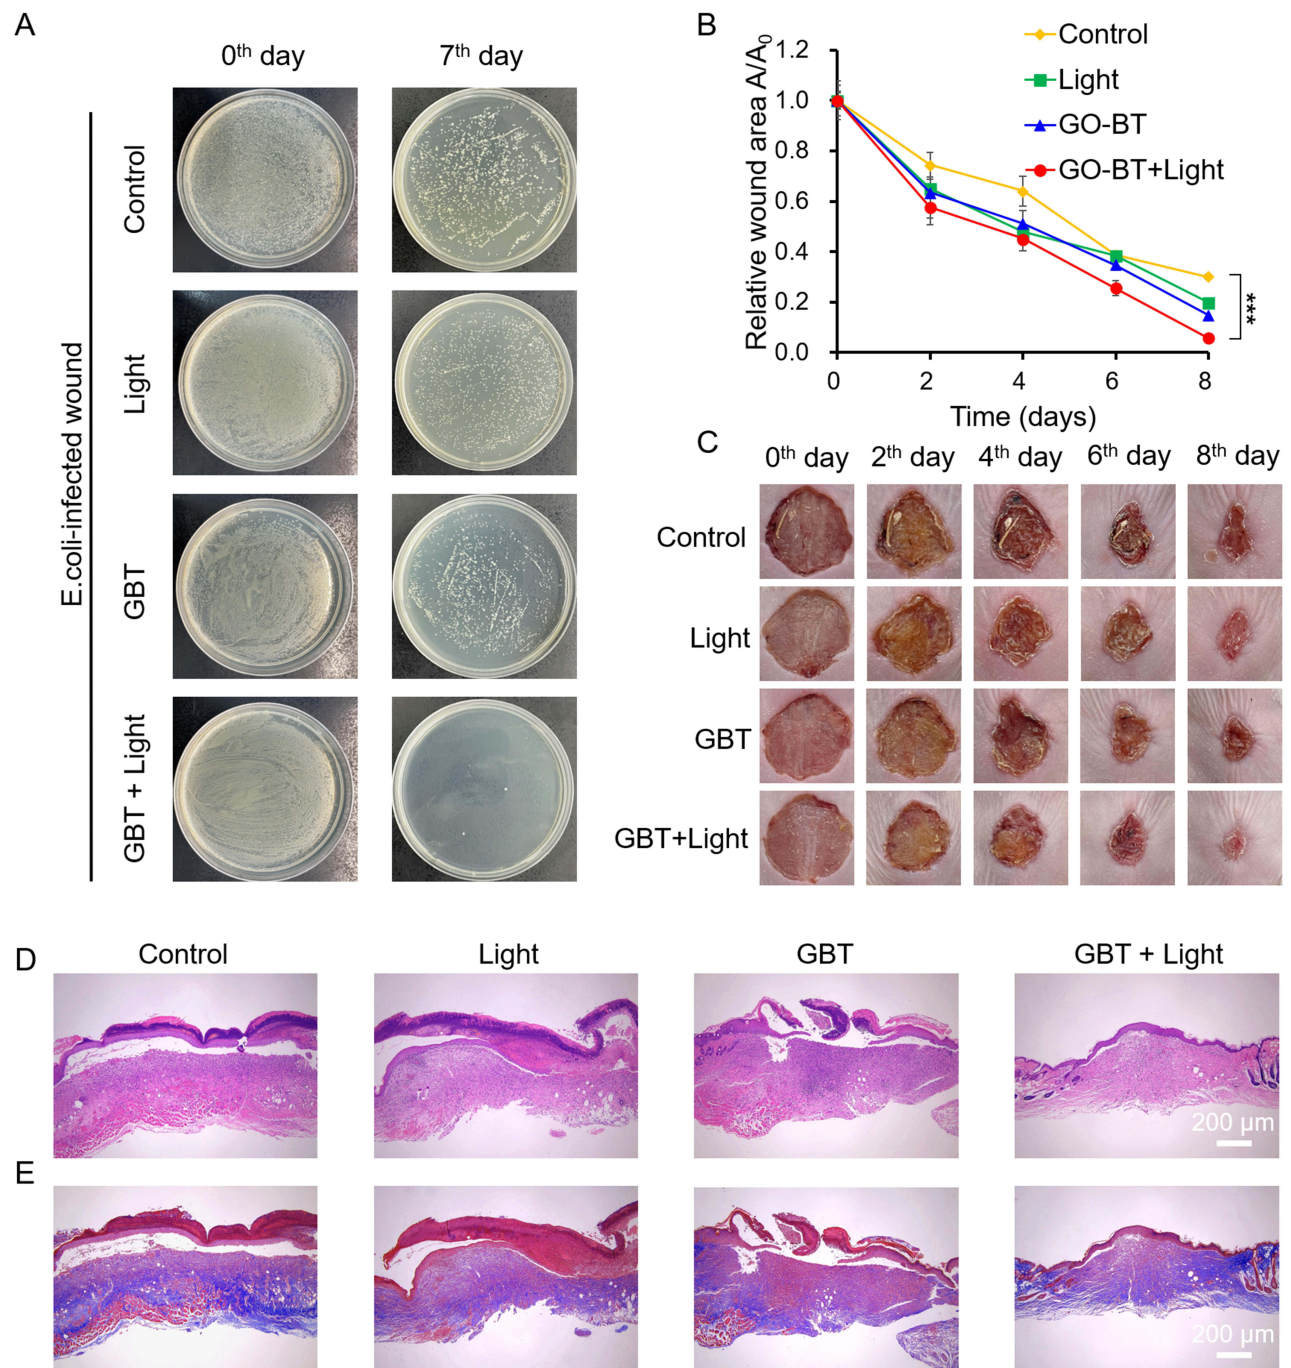 A
0th day
7th day
E.coli-infected wound
Control
Light
GBT
GBT + Light
B
Relative wound area A/A0
1.2
1.0
0.8
0.6
0.4
0.2
0.0
0
2
4
6
8
Time (days)
Control
Light
GO-BT
GO-BT+Light
***
C
0th day
2th day
4th day
6th day
8th day
Control
Light
GBT
GBT+Light
D
Control
Light
GBT
GBT + Light
200 μm
E
200 μm